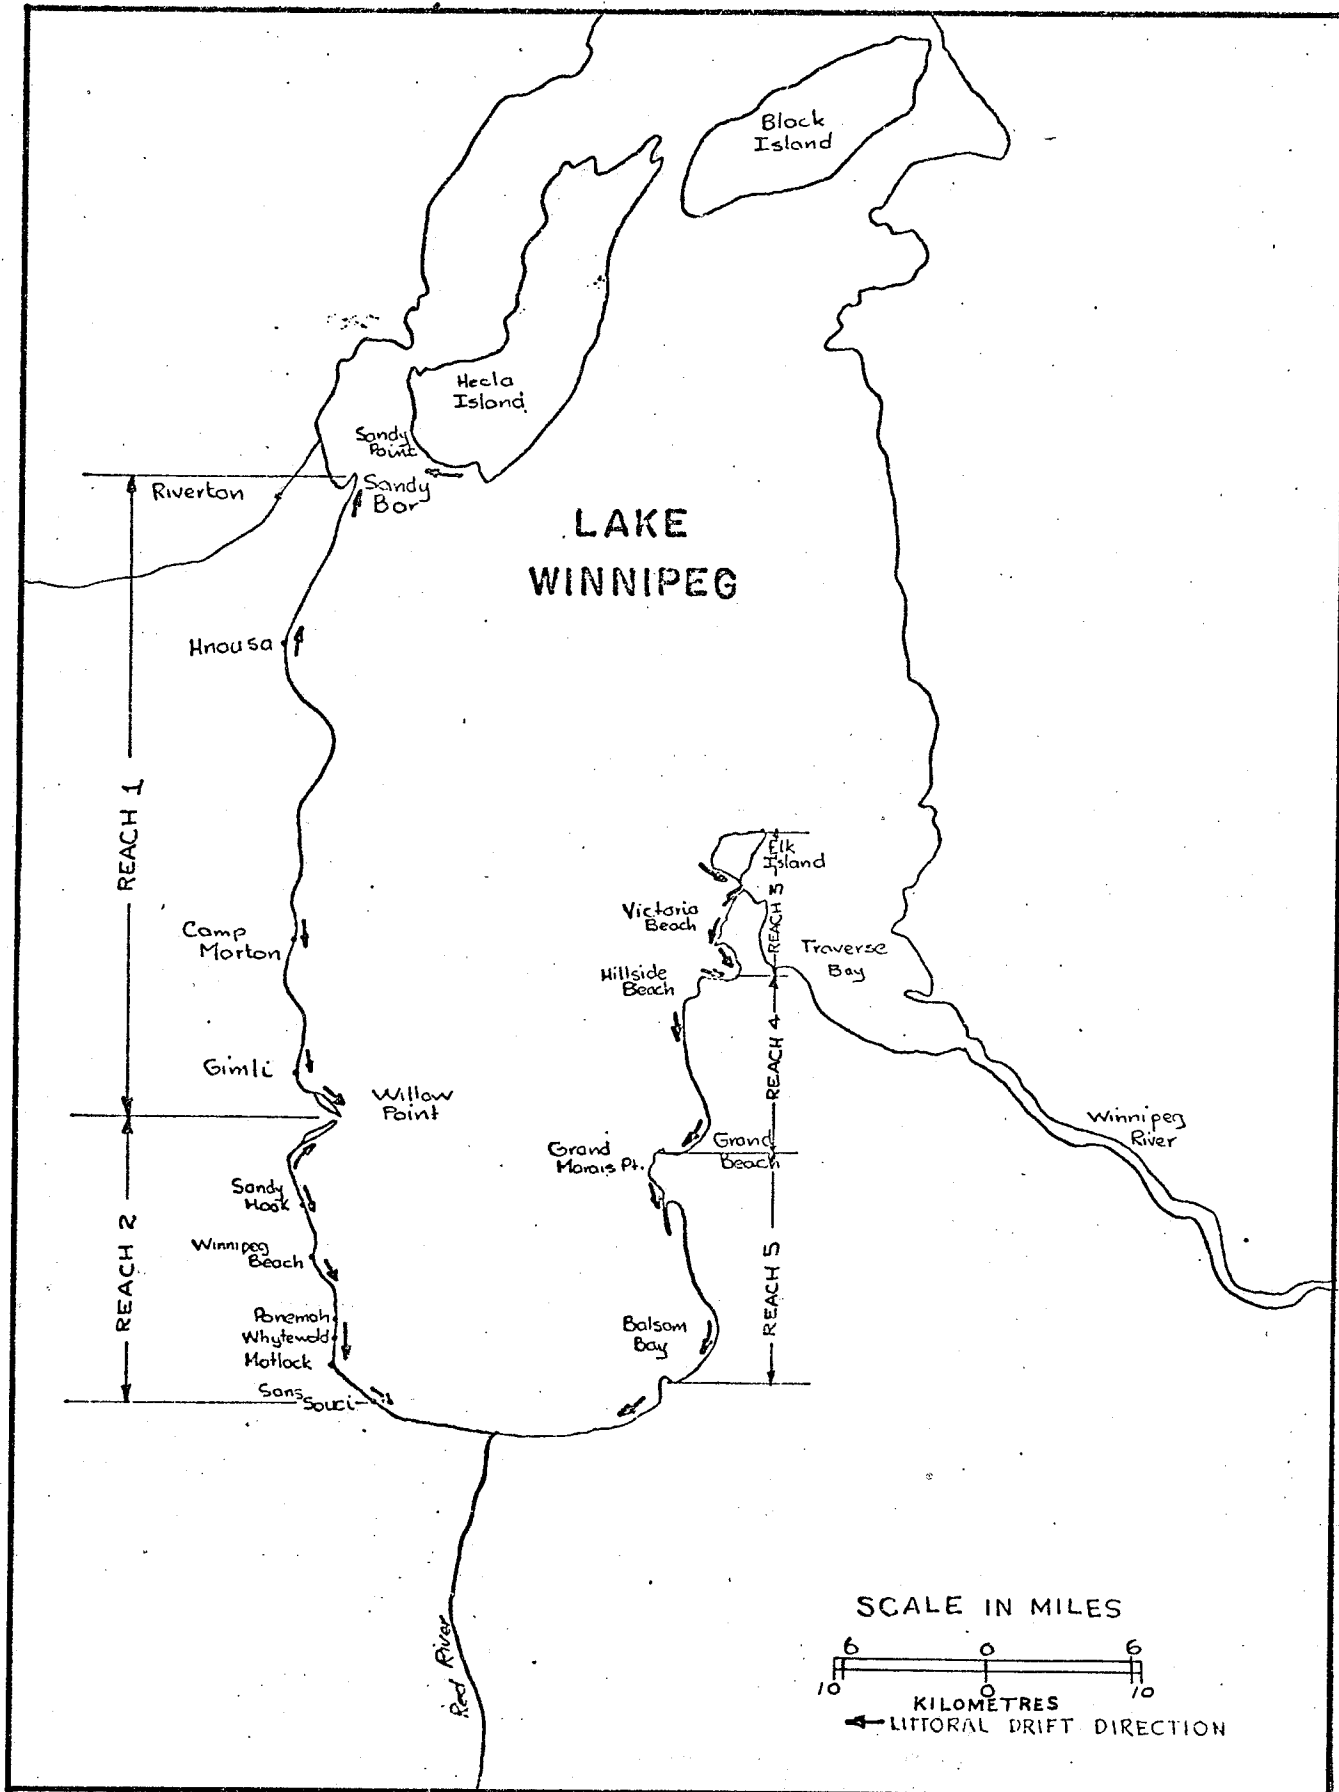 Black
Island
Hecla
Island
Sandy
Point
Riverton
Sandy
Bar
LAKE
WINNIPEG
Hnausa
REACH 1
Elk
Island
REACH 3
Victoria
Beach
Camp
Morton
Traverse
Bay
Hillside
Beach
REACH 4
Gimli
Willow
Point
Winnipeg
River
Grand
Marais Pt.
Grand
Beach
Sandy
Hook
REACH 2
Winnipeg
Beach
REACH 5
Ponemah
Whytewold
Matlock
Balsam
Bay
Sans
Souci
Red River
SCALE IN MILES
6 0 6
10 0 10
KILOMETRES
LITTORAL DRIFT DIRECTION